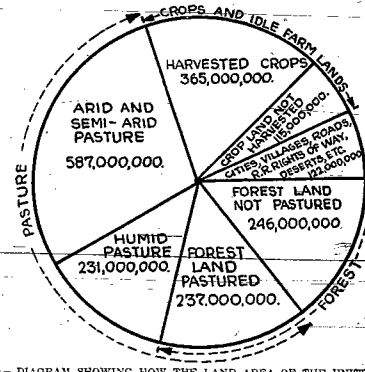 CROPS AND IDLE FARM LANDS
HARVESTED CROPS
365,000,000.
CROP LAND NOT
HARVESTED
115,000,000.
CITIES, VILLAGES, ROADS,
R.R. RIGHTS OF WAY,
DESERTS, ETC.
122,000,000.
FOREST LAND
NOT PASTURED
246,000,000.
FOREST
FOREST
LAND
PASTURED
237,000,000.
HUMID
PASTURE
231,000,000.
ARID AND
SEMI-ARID
PASTURE
587,000,000.
PASTURE
DIAGRAM SHOWING HOW THE LAND AREA OF THE